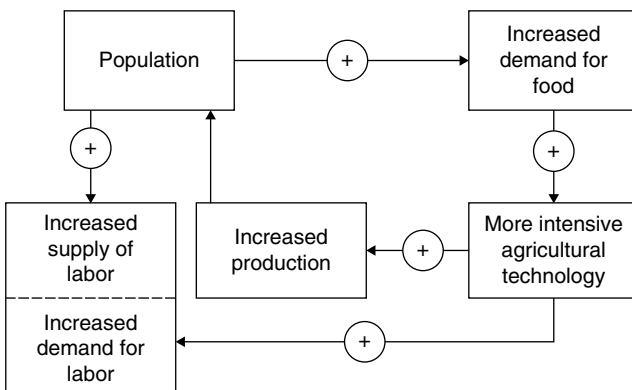 Population
+
Increased
demand for
food
+
+
Increased
supply of
labor
Increased
production
+
More intensive
agricultural
technology
Increased
demand for
labor
+